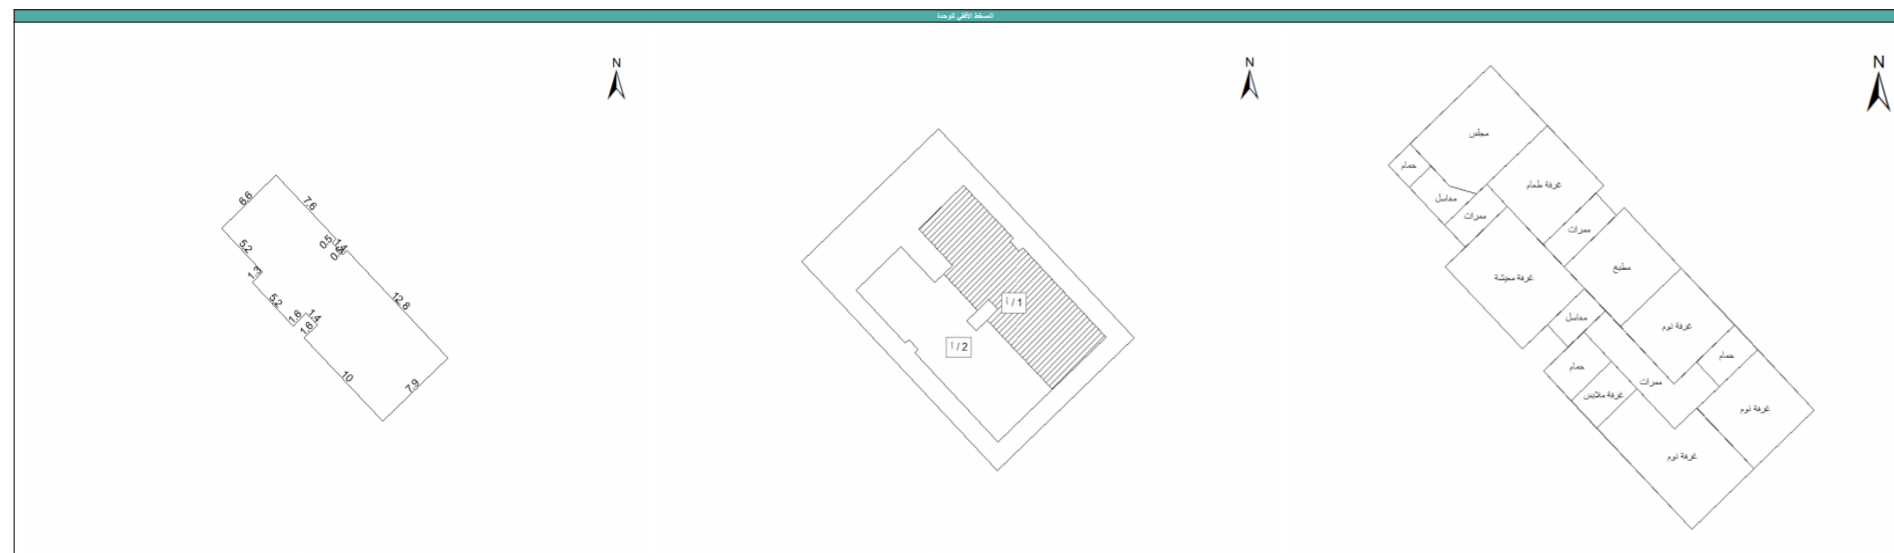 المسقط الأفقي للوحدة
N
6.6
7.6
0.5
1.4
0.5
5.2
1.3
5.2
1.6
1.4
1.6
12.8
10
7.9
N
أ / 1
أ / 2
N
مجلس
حمام
مغاسل
ممرات
غرفة طعام
ممرات
غرفة معيشة
مطبخ
مغاسل
غرفة نوم
حمام
حمام
ممرات
غرفة ملابس
غرفة نوم
غرفة نوم